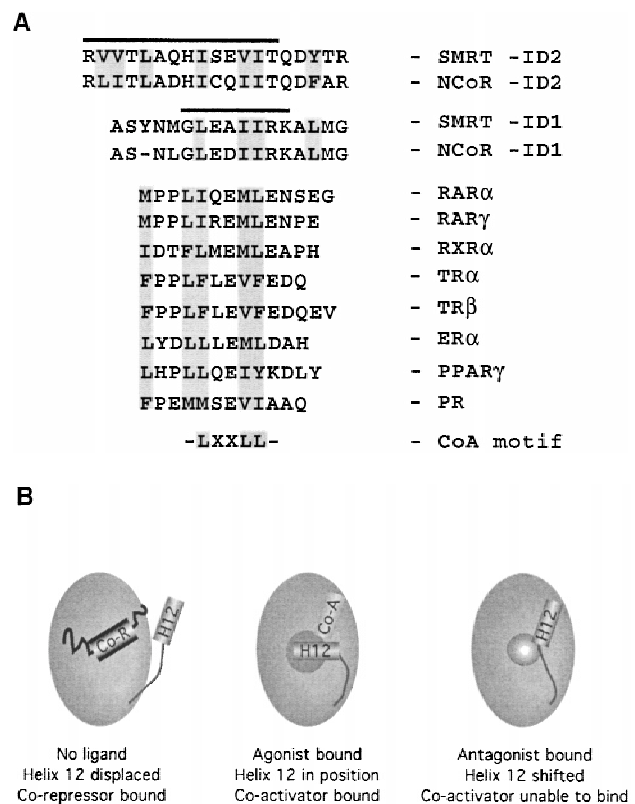 A
RVVTLAQHISEVITQDYTR - SMRT -ID2
RLITLADHICQIITQDFAR - NCoR -ID2
ASYNMGLEAIIRKALMG - SMRT -ID1
AS-NLGLEDIIRKALMG - NCoR -ID1
MPPLIQEMLENSEG - RARα
MPPLIREMLENPE - RARγ
IDTFLMEMLEAPH - RXRα
FPPLFLEVFEDQ - TRα
FPPLFLEVFEDQEV - TRβ
LYDLLLEMLDAH - ERα
LHPLLQEIYKDLY - PPARγ
FPEMMSEVIAAQ - PR
-LXXLL- - CoA motif
B
Co-R
H12
Co-A
H12
H12
No ligand
Helix 12 displaced
Co-repressor bound
Agonist bound
Helix 12 in position
Co-activator bound
Antagonist bound
Helix 12 shifted
Co-activator unable to bind